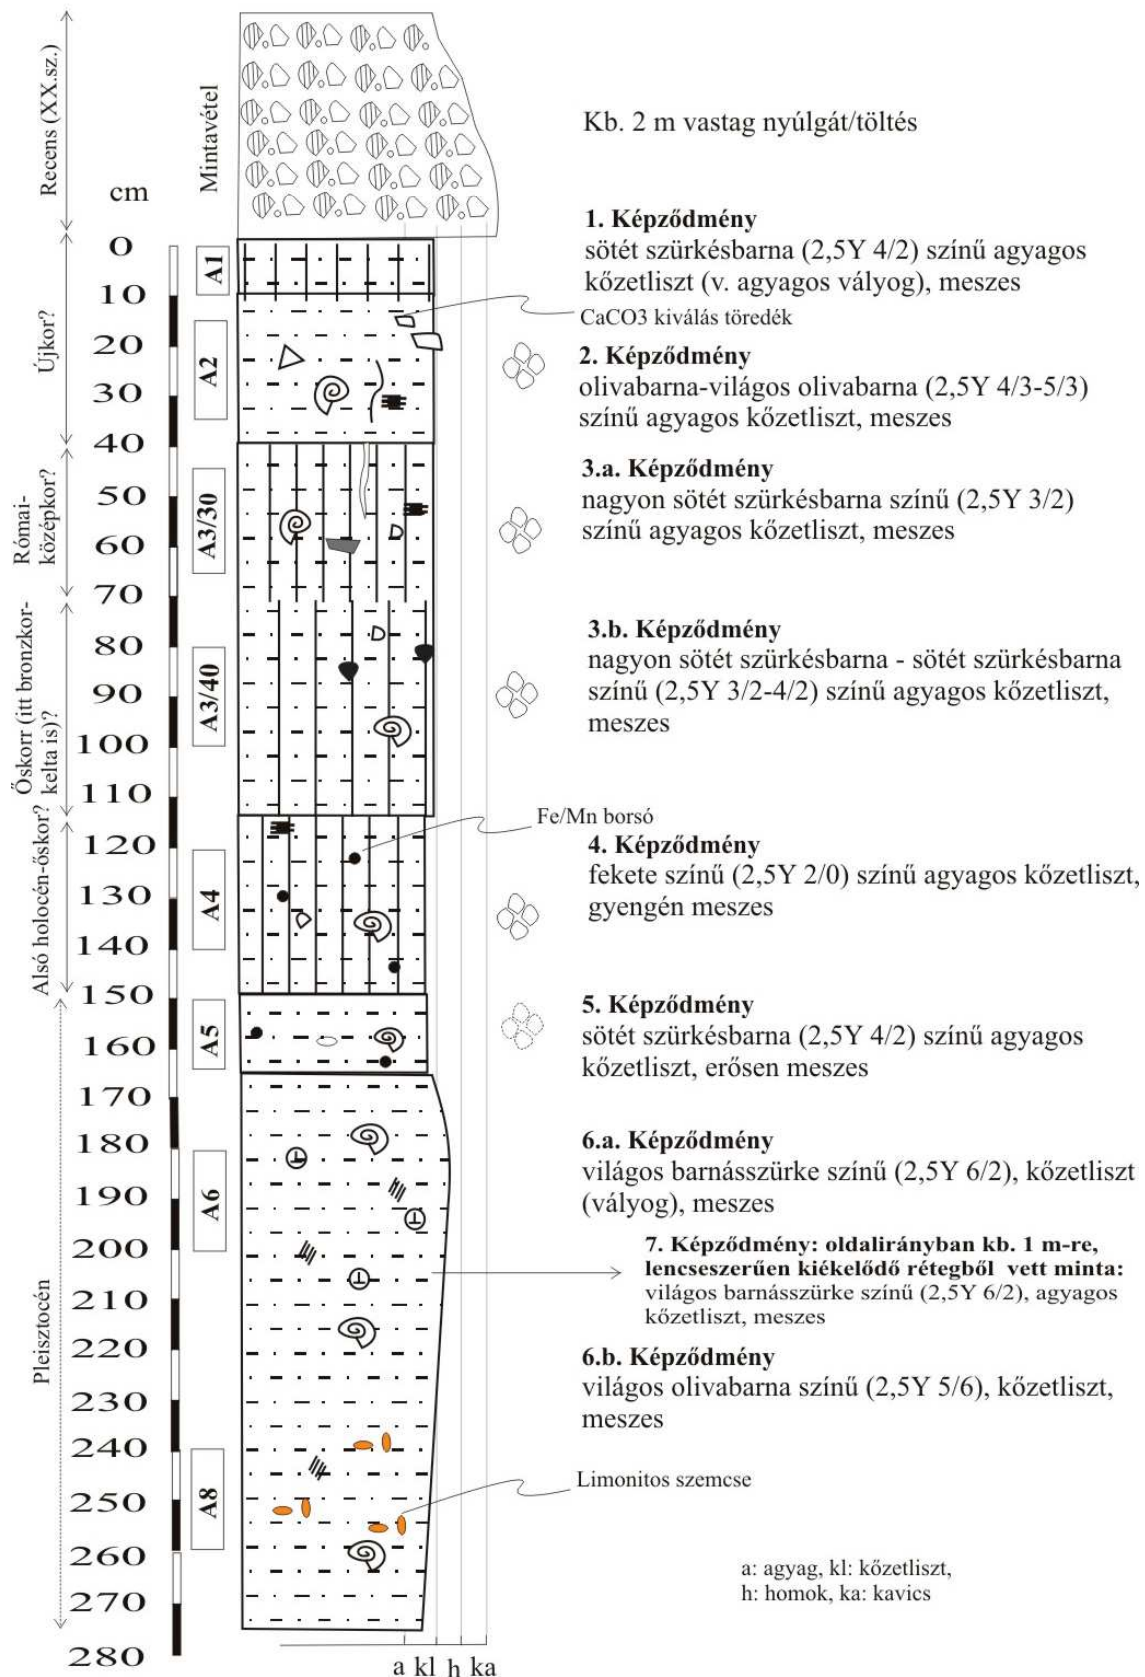 Recens (XX.sz.)
Újkor?
Római-
középkor?
Őskorr (itt bronzkor-
kelta is)?
Alsó holocén-őskor?
Pleisztocén
cm
0
10
20
30
40
50
60
70
80
90
100
110
120
130
140
150
160
170
180
190
200
210
220
230
240
250
260
270
280
Mintavétel
A1
A2
A3/30
A3/40
A4
A5
A6
A8
Kb. 2 m vastag nyúlgát/töltés
1. Képződmény
sötét szürkésbarna (2,5Y 4/2) színű agyagos
kőzetliszt (v. agyagos vályog), meszes
CaCO3 kiválás töredék
2. Képződmény
olivabarna-világos olivabarna (2,5Y 4/3-5/3)
színű agyagos kőzetliszt, meszes
3.a. Képződmény
nagyon sötét szürkésbarna színű (2,5Y 3/2)
színű agyagos kőzetliszt, meszes
3.b. Képződmény
nagyon sötét szürkésbarna - sötét szürkésbarna
színű (2,5Y 3/2-4/2) színű agyagos kőzetliszt,
meszes
Fe/Mn borsó
4. Képződmény
fekete színű (2,5Y 2/0) színű agyagos kőzetliszt,
gyengén meszes
5. Képződmény
sötét szürkésbarna (2,5Y 4/2) színű agyagos
kőzetliszt, erősen meszes
6.a. Képződmény
világos barnásszürke színű (2,5Y 6/2), kőzetliszt
(vályog), meszes
7. Képződmény: oldalirányban kb. 1 m-re,
lencseszerűen kiékelődő rétegből vett minta:
világos barnásszürke színű (2,5Y 6/2), agyagos
kőzetliszt, meszes
6.b. Képződmény
világos olivabarna színű (2,5Y 5/6), kőzetliszt,
meszes
Limonitos szemcse
a: agyag, kl: kőzetliszt,
h: homok, ka: kavics
a kl h ka